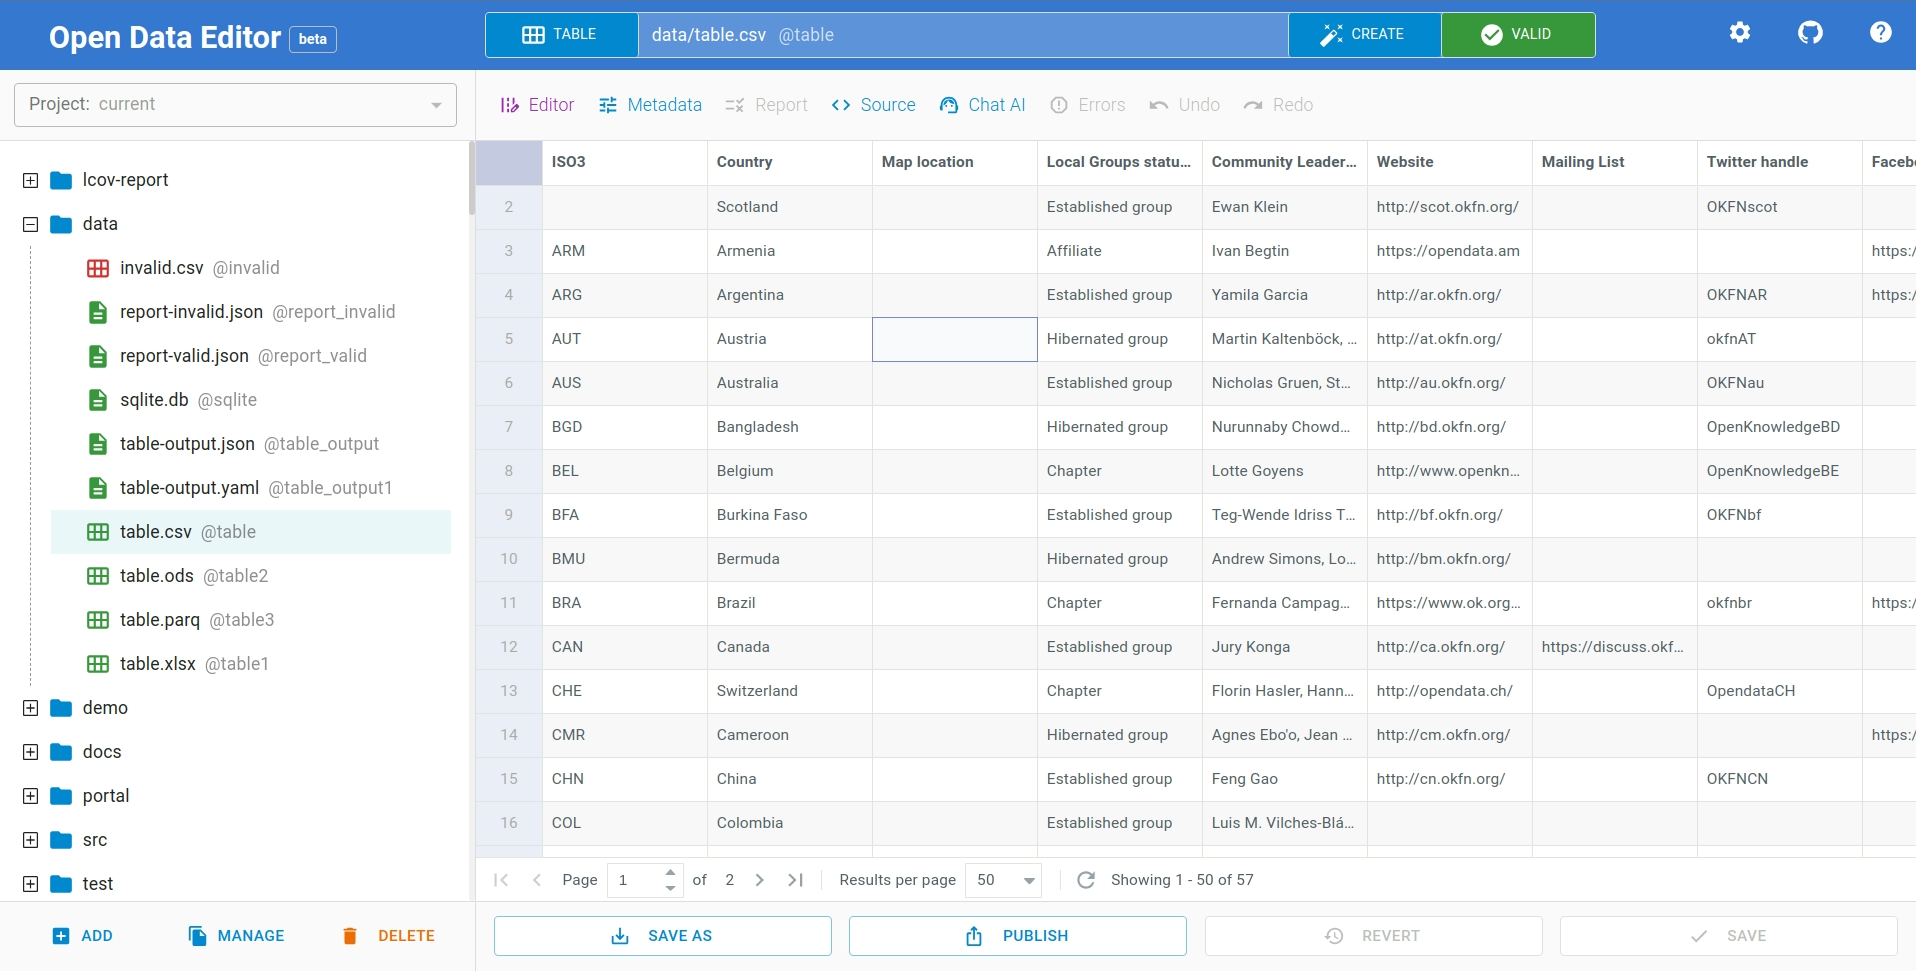 Open Data Editor beta
TABLE data/table.csv @table CREATE VALID
Project: current
Editor Metadata Report Source Chat AI Errors Undo Redo
lcov-report
data
invalid.csv @invalid
report-invalid.json @report_invalid
report-valid.json @report_valid
sqlite.db @sqlite
table-output.json @table_output
table-output.yaml @table_output1
table.csv @table
table.ods @table2
table.parq @table3
table.xlsx @table1
demo
docs
portal
src
test
ADD MANAGE DELETE
ISO3 Country Map location Local Groups statu... Community Leader... Website Mailing List Twitter handle Faceb
2 Scotland Established group Ewan Klein http://scot.okfn.org/ OKFNscot
3 ARM Armenia Affiliate Ivan Begtin https://opendata.am https:/
4 ARG Argentina Established group Yamila Garcia http://ar.okfn.org/ OKFNAR https:/
5 AUT Austria Hibernated group Martin Kaltenböck, ... http://at.okfn.org/ okfnAT
6 AUS Australia Established group Nicholas Gruen, St... http://au.okfn.org/ OKFNau
7 BGD Bangladesh Hibernated group Nurunnaby Chowd... http://bd.okfn.org/ OpenKnowledgeBD
8 BEL Belgium Chapter Lotte Goyens http://www.openkn... OpenKnowledgeBE
9 BFA Burkina Faso Established group Teg-Wende Idriss T... http://bf.okfn.org/ OKFNbf
10 BMU Bermuda Hibernated group Andrew Simons, Lo... http://bm.okfn.org/
11 BRA Brazil Chapter Fernanda Campag... https://www.ok.org... okfnbr https:/
12 CAN Canada Established group Jury Konga http://ca.okfn.org/ https://discuss.okf...
13 CHE Switzerland Chapter Florin Hasler, Hann... http://opendata.ch/ OpendataCH
14 CMR Cameroon Hibernated group Agnes Ebo'o, Jean ... http://cm.okfn.org/ https:/
15 CHN China Established group Feng Gao http://cn.okfn.org/ OKFNCN
16 COL Colombia Established group Luis M. Vilches-Blá...
Page 1 of 2 Results per page 50 Showing 1 - 50 of 57
SAVE AS PUBLISH REVERT SAVE